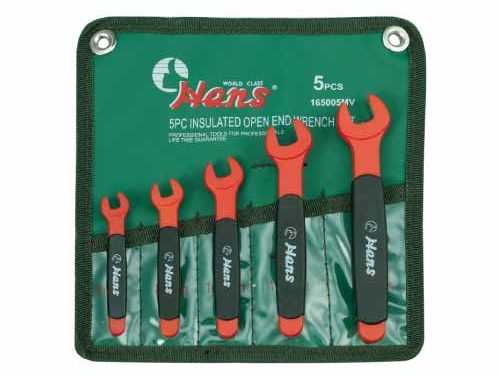 WORLD CLASS
Hans
5PCS
165005MV
5PC INSULATED OPEN END WRENCH
PROFESSIONAL TOOLS FOR PROFESSIONALS
LIFE TIME GUARANTEE
Hans
Hans
Hans
Hans
Hans